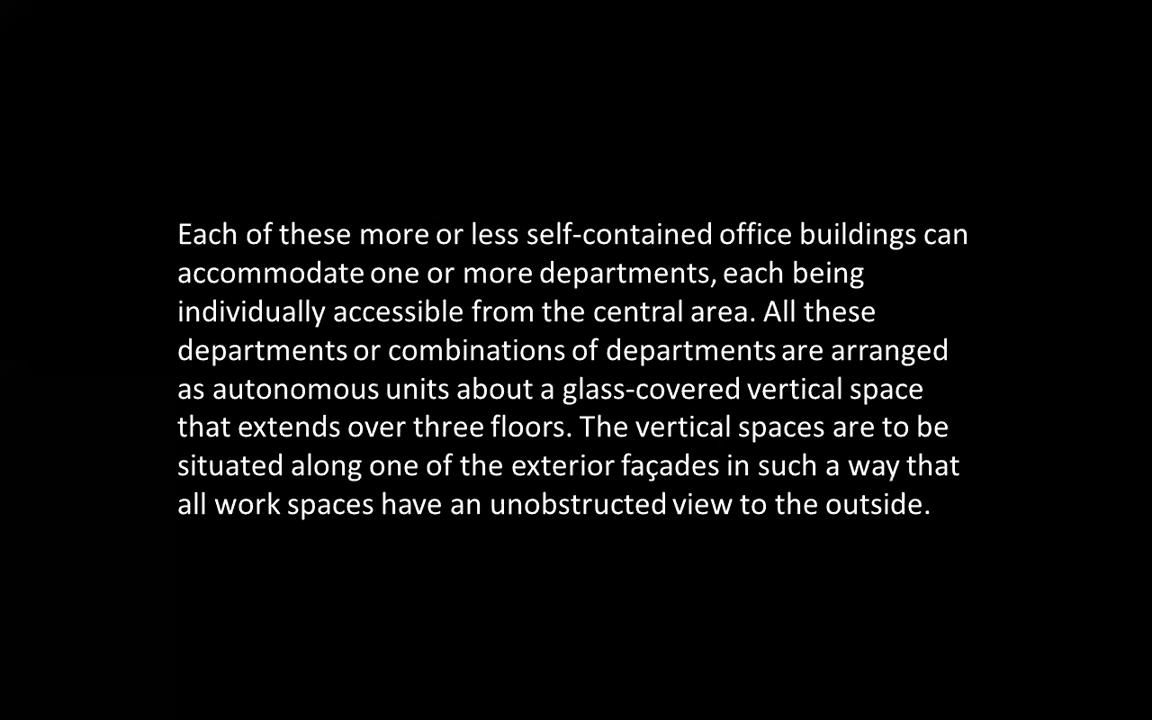 Each of these more or less self-contained office buildings can
accommodate one or more departments, each being
individually accessible from the central area. All these
departments or combinations of departments are arranged
as autonomous units about a glass-covered vertical space
that extends over three floors. The vertical spaces are to be
situated along one of the exterior façades in such a way that
all work spaces have an unobstructed view to the outside.